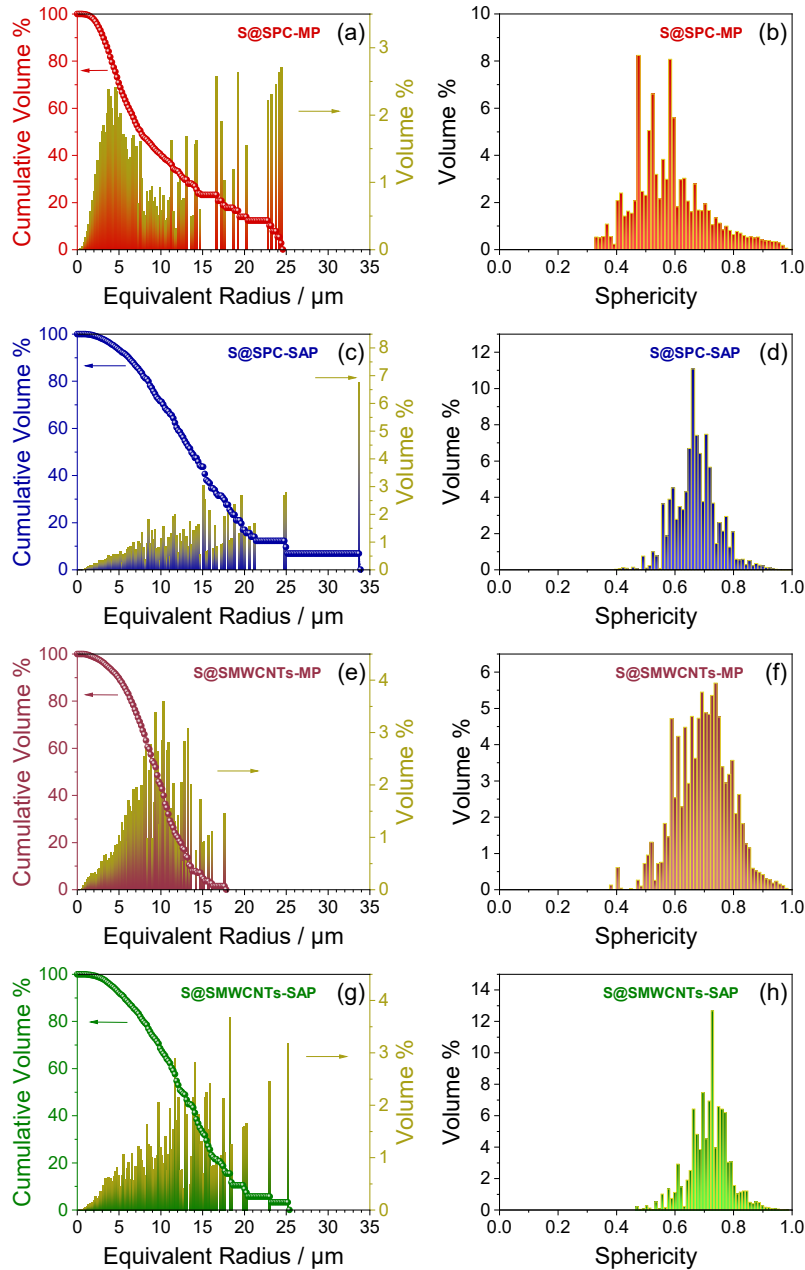 S@SPC-MP (a)
Cumulative Volume %
100
80
60
40
20
0
0 5 10 15 20 25 30 35
Equivalent Radius / µm
3
2
1
0
Volume %
S@SPC-MP (b)
Volume %
10
8
6
4
2
0
0.0 0.2 0.4 0.6 0.8 1.0
Sphericity
S@SPC-SAP (c)
Cumulative Volume %
100
80
60
40
20
0
0 5 10 15 20 25 30 35
Equivalent Radius / µm
8
7
6
5
4
3
2
1
0
Volume %
S@SPC-SAP (d)
Volume %
12
10
8
6
4
2
0
0.0 0.2 0.4 0.6 0.8 1.0
Sphericity
S@SMWCNTs-MP (e)
Cumulative Volume %
100
80
60
40
20
0
0 5 10 15 20 25 30 35
Equivalent Radius / µm
4
3
2
1
0
Volume %
S@SMWCNTs-MP (f)
Volume %
6
5
4
3
2
1
0
0.0 0.2 0.4 0.6 0.8 1.0
Sphericity
S@SMWCNTs-SAP (g)
Cumulative Volume %
100
80
60
40
20
0
0 5 10 15 20 25 30 35
Equivalent Radius / µm
4
3
2
1
0
Volume %
S@SMWCNTs-SAP (h)
Volume %
14
12
10
8
6
4
2
0
0.0 0.2 0.4 0.6 0.8 1.0
Sphericity